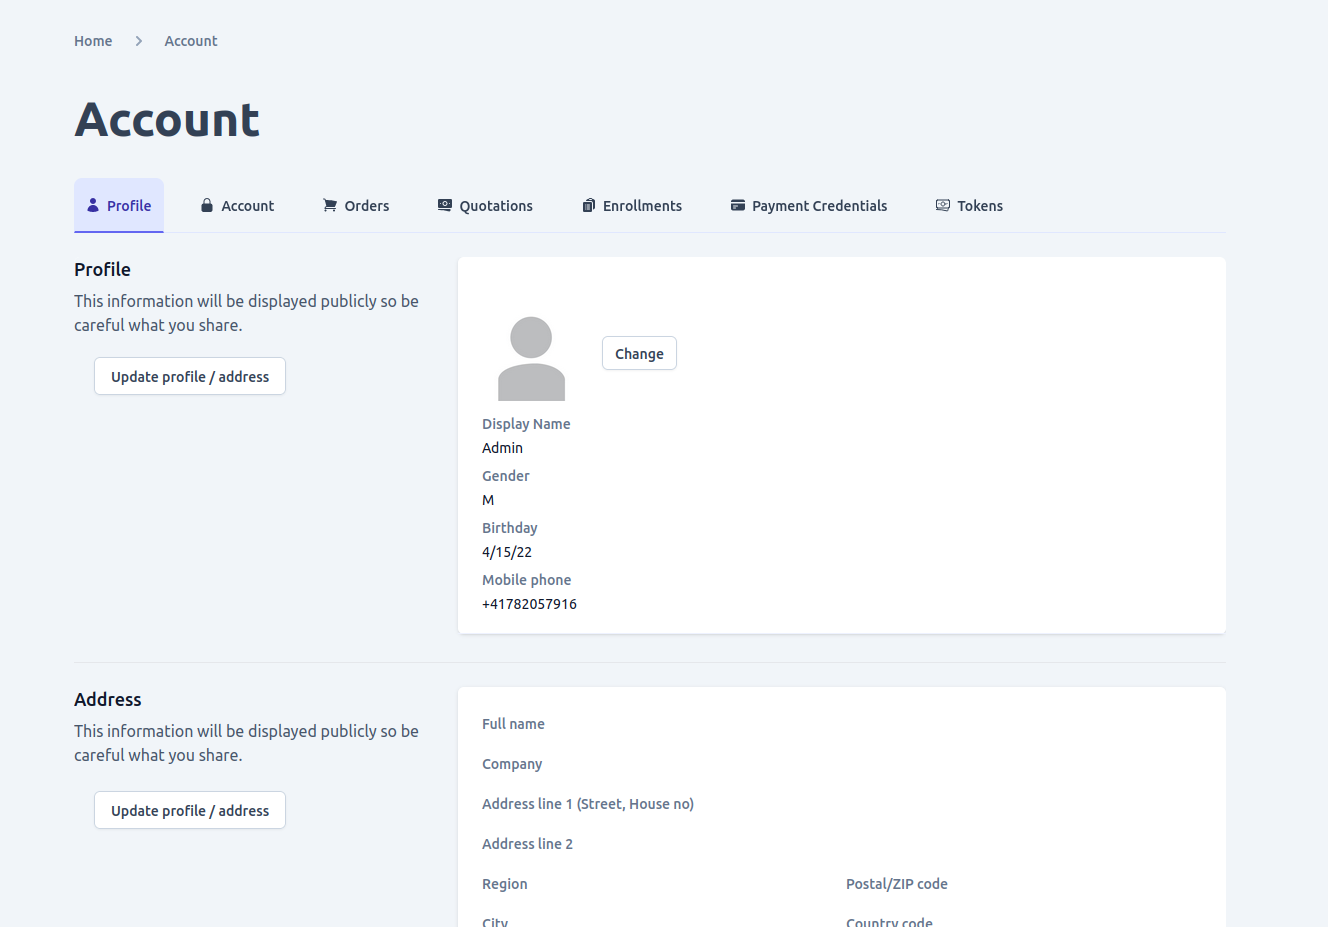 Home Account
Account
Profile Account Orders Quotations Enrollments Payment Credentials Tokens
Profile
This information will be displayed publicly so be
careful what you share.
Update profile / address
Change
Display Name
Admin
Gender
M
Birthday
4/15/22
Mobile phone
+41782057916
Address
This information will be displayed publicly so be
careful what you share.
Update profile / address
Full name
Company
Address line 1 (Street, House no)
Address line 2
Region Postal/ZIP code
City Country code